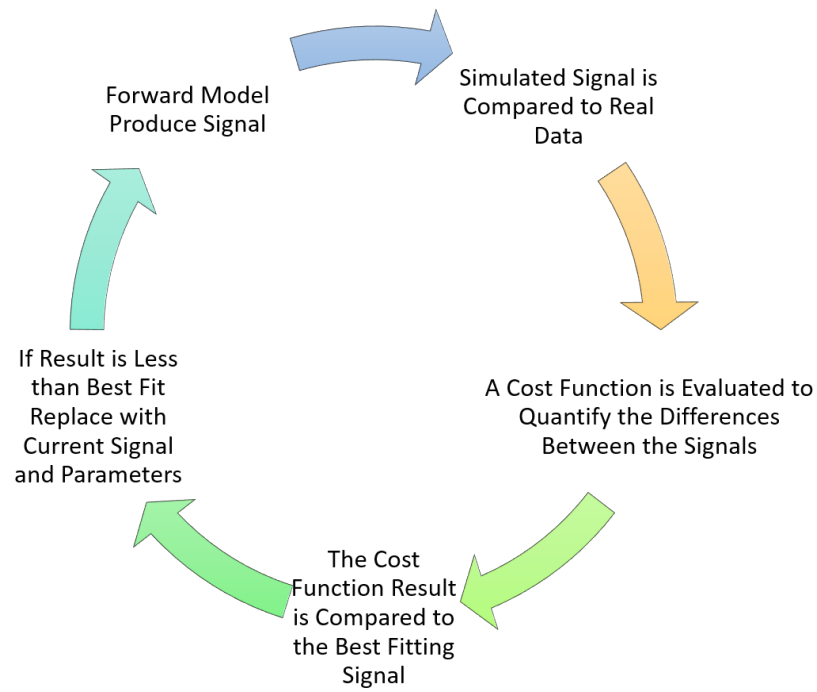 Forward Model
Produce Signal
Simulated Signal is
Compared to Real
Data
A Cost Function is Evaluated to
Quantify the Differences
Between the Signals
The Cost
Function Result
is Compared to
the Best Fitting
Signal
If Result is Less
than Best Fit
Replace with
Current Signal
and Parameters